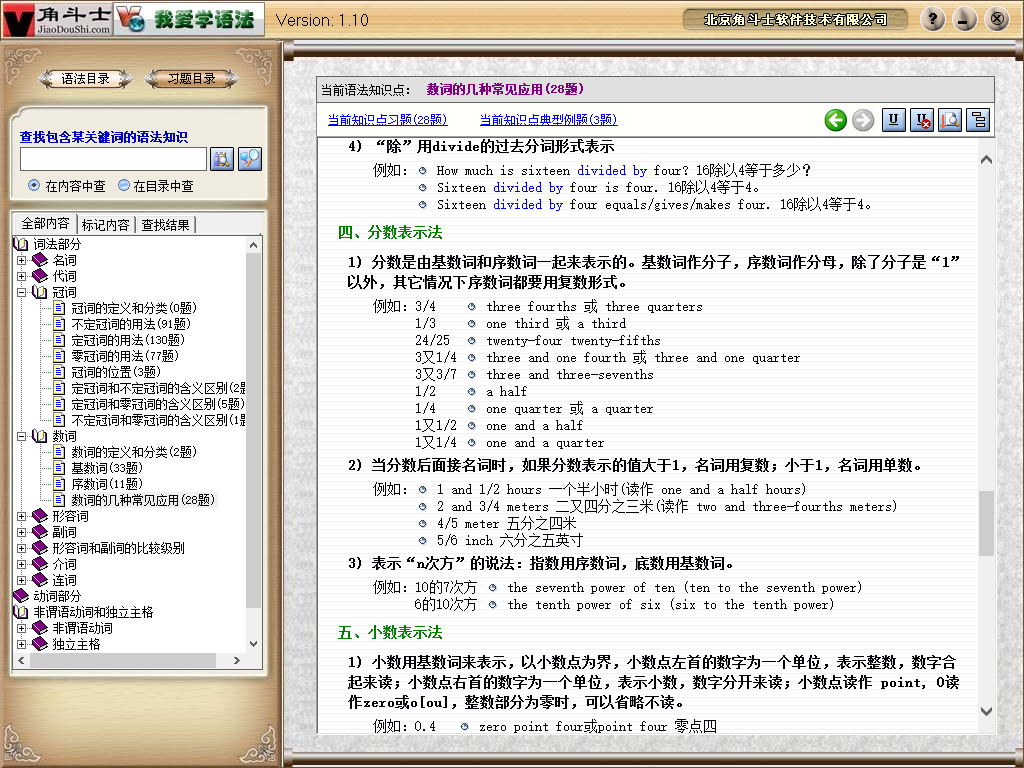 角斗士
JiaoDouShi.com
我爱学语法
Version: 1.10
北京角斗士软件技术有限公司
语法目录
习题目录
查找包含某关键词的语法知识
在内容中查
在目录中查
全部内容
标记内容
查找结果
词法部分
名词
代词
冠词
冠词的定义和分类(0题)
不定冠词的用法(91题)
定冠词的用法(130题)
零冠词的用法(77题)
冠词的位置(3题)
定冠词和不定冠词的含义区别(2题
定冠词和零冠词的含义区别(5题)
不定冠词和零冠词的含义区别(1题
数词
数词的定义和分类(2题)
基数词(33题)
序数词(11题)
数词的几种常见应用(28题)
形容词
副词
形容词和副词的比较级别
介词
连词
动词部分
非谓语动词和独立主格
非谓语动词
独立主格
当前语法知识点: 数词的几种常见应用(28题)
当前知识点习题(28题)
当前知识点典型例题(3题)
4) “除”用divide的过去分词形式表示
例如: How much is sixteen divided by four? 16除以4等于多少?
Sixteen divided by four is four. 16除以4等于4。
Sixteen divided by four equals/gives/makes four. 16除以4等于4。
四、分数表示法
1) 分数是由基数词和序数词一起来表示的。基数词作分子，序数词作分母，除了分子是“1”
以外，其它情况下序数词都要用复数形式。
例如: 3/4 three fourths 或 three quarters
1/3 one third 或 a third
24/25 twenty-four twenty-fifths
3又1/4 three and one fourth 或 three and one quarter
3又3/7 three and three-sevenths
1/2 a half
1/4 one quarter 或 a quarter
1又1/2 one and a half
1又1/4 one and a quarter
2) 当分数后面接名词时，如果分数表示的值大于1，名词用复数；小于1，名词用单数。
例如: 1 and 1/2 hours 一个半小时(读作 one and a half hours)
2 and 3/4 meters 二又四分之三米(读作 two and three-fourths meters)
4/5 meter 五分之四米
5/6 inch 六分之五英寸
3) 表示“n次方”的说法：指数用序数词，底数用基数词。
例如: 10的7次方 the seventh power of ten (ten to the seventh power)
6的10次方 the tenth power of six (six to the tenth power)
五、小数表示法
1) 小数用基数词来表示，以小数点为界，小数点左首的数字为一个单位，表示整数，数字合
起来读；小数点右首的数字为一个单位，表示小数，数字分开来读；小数点读作 point, 0读
作zero或o[ou]，整数部分为零时，可以省略不读。
例如: 0.4 zero point four或point four 零点四